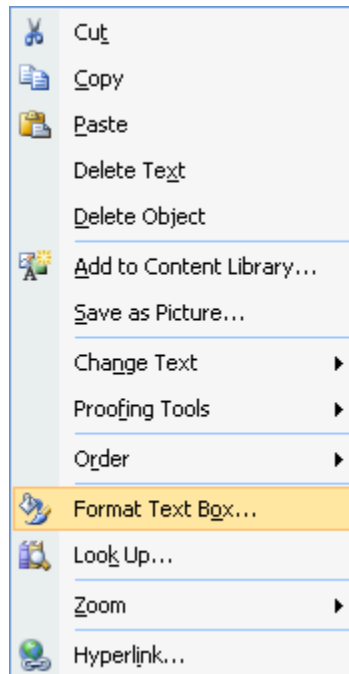 Cut
Copy
Paste
Delete Text
Delete Object
Add to Content Library...
Save as Picture...
Change Text
Proofing Tools
Order
Format Text Box...
Look Up...
Zoom
Hyperlink...